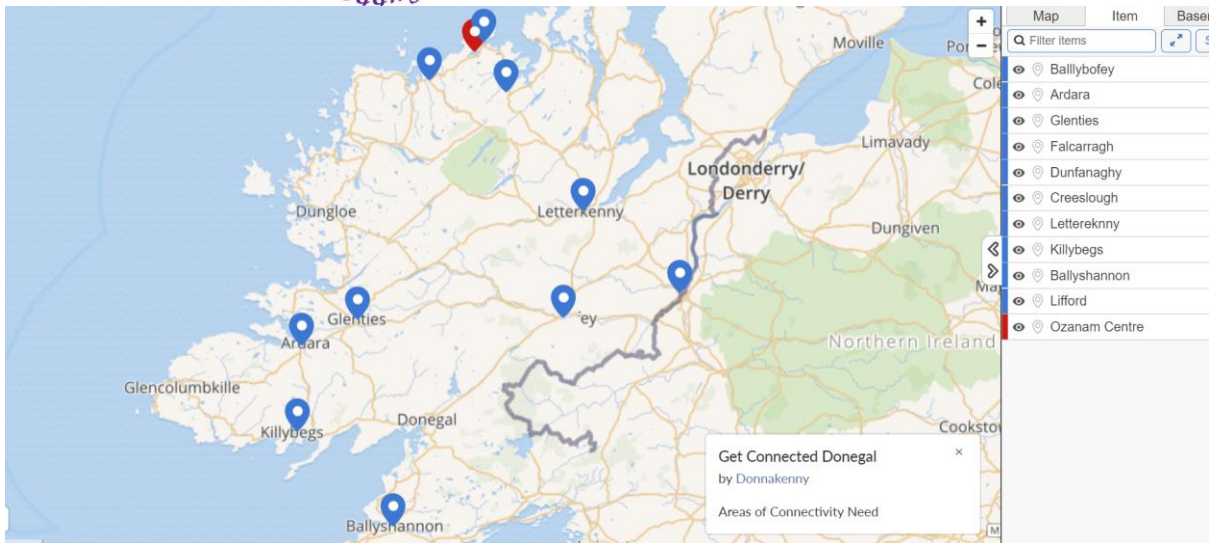 Moville
Limavady
Londonderry/
Derry
Dungiven
Letterkenny
Dungloe
Glenties
ey
Ardara
Northern Ireland
Glencolumbkille
Donegal
Killybegs
Ballyshannon
+
−
Map Item
Filter items
Balllybofey
Ardara
Glenties
Falcarragh
Dunfanaghy
Creeslough
Lettereknny
Killybegs
Ballyshannon
Lifford
Ozanam Centre
Get Connected Donegal ×
by Donnakenny
Areas of Connectivity Need